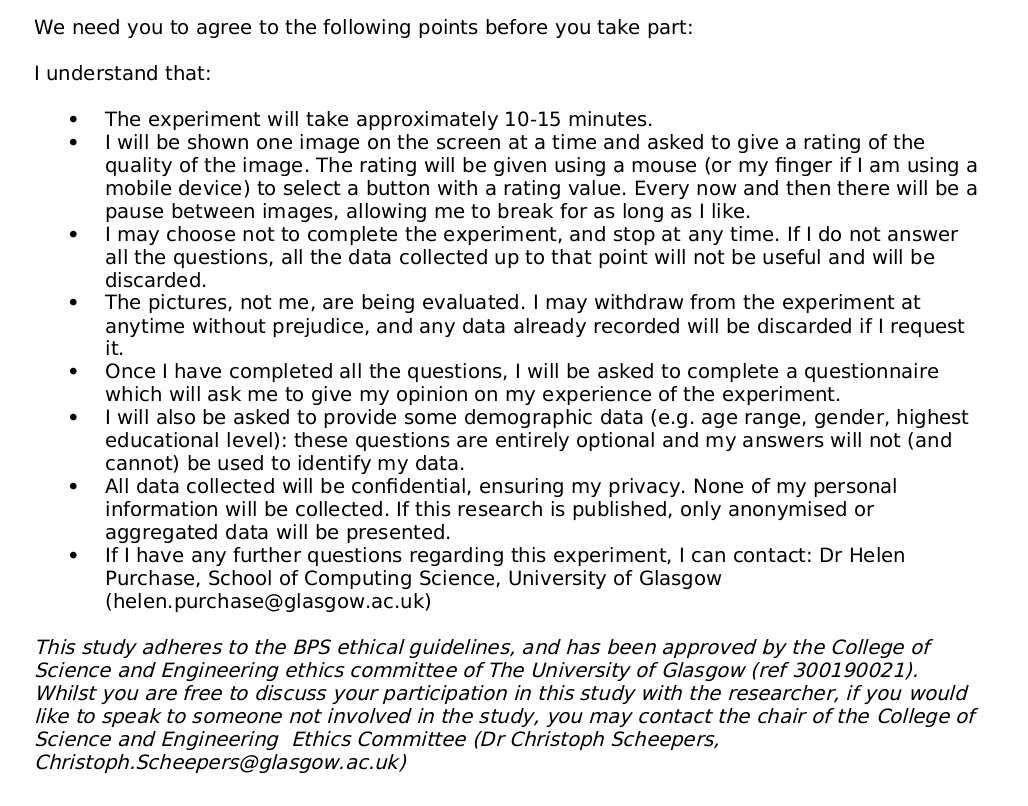 We need you to agree to the following points before you take part:
I understand that:
• The experiment will take approximately 10-15 minutes.
• I will be shown one image on the screen at a time and asked to give a rating of the
quality of the image. The rating will be given using a mouse (or my finger if I am using a
mobile device) to select a button with a rating value. Every now and then there will be a
pause between images, allowing me to break for as long as I like.
• I may choose not to complete the experiment, and stop at any time. If I do not answer
all the questions, all the data collected up to that point will not be useful and will be
discarded.
• The pictures, not me, are being evaluated. I may withdraw from the experiment at
anytime without prejudice, and any data already recorded will be discarded if I request
it.
• Once I have completed all the questions, I will be asked to complete a questionnaire
which will ask me to give my opinion on my experience of the experiment.
• I will also be asked to provide some demographic data (e.g. age range, gender, highest
educational level): these questions are entirely optional and my answers will not (and
cannot) be used to identify my data.
• All data collected will be confidential, ensuring my privacy. None of my personal
information will be collected. If this research is published, only anonymised or
aggregated data will be presented.
• If I have any further questions regarding this experiment, I can contact: Dr Helen
Purchase, School of Computing Science, University of Glasgow
(helen.purchase@glasgow.ac.uk)
This study adheres to the BPS ethical guidelines, and has been approved by the College of
Science and Engineering ethics committee of The University of Glasgow (ref 300190021).
Whilst you are free to discuss your participation in this study with the researcher, if you would
like to speak to someone not involved in the study, you may contact the chair of the College of
Science and Engineering  Ethics Committee (Dr Christoph Scheepers,
Christoph.Scheepers@glasgow.ac.uk)